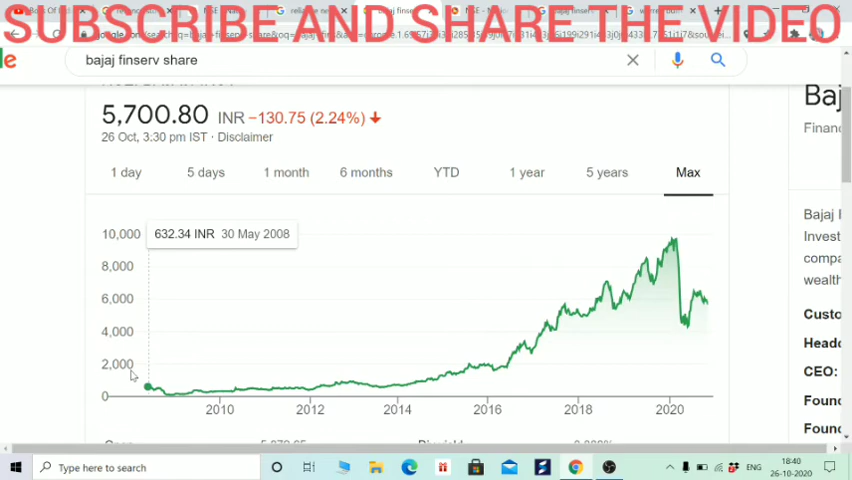 SUBSCRIBE AND SHARE THE VIDEO
bajaj finserv share
5,700.80 INR −130.75 (2.24%)
26 Oct, 3:30 pm IST · Disclaimer
Baj
Financ
1 day 5 days 1 month 6 months YTD 1 year 5 years Max
632.34 INR 30 May 2008
10,000
8,000
6,000
4,000
2,000
0
2010 2012 2014 2016 2018 2020
Bajaj F
Invest
compa
wealth
Custo
Headc
CEO:
Found
Found
Type here to search
ENG
18:40
26-10-2020